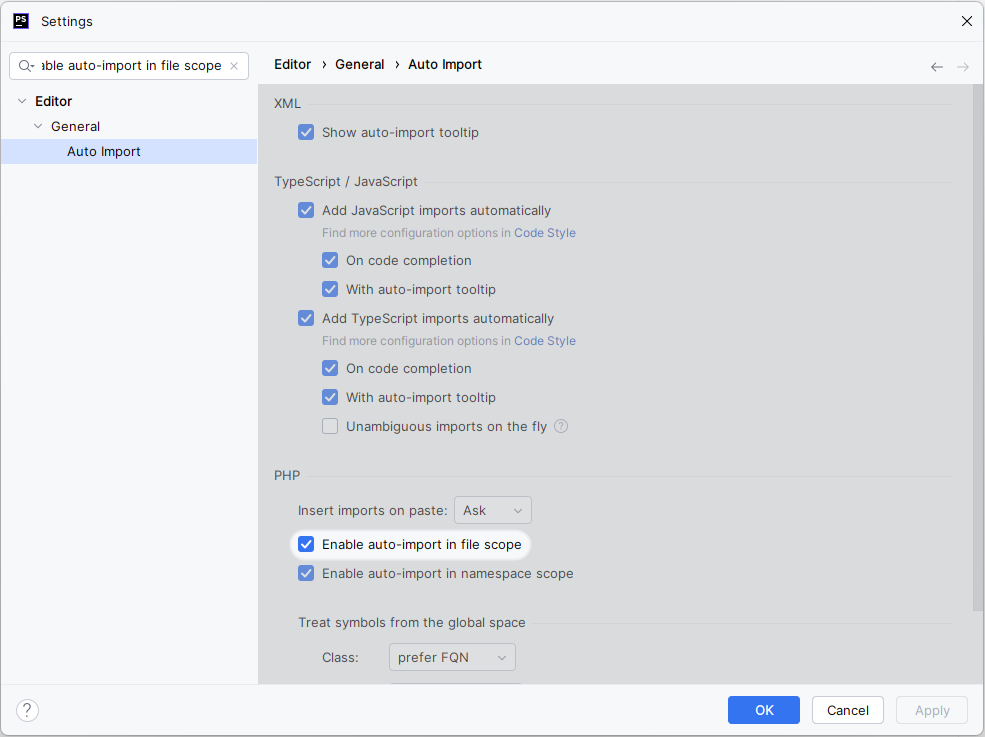 PS Settings
able auto-import in file scope
Editor › General › Auto Import
Editor
General
Auto Import
XML
Show auto-import tooltip
TypeScript / JavaScript
Add JavaScript imports automatically
Find more configuration options in Code Style
On code completion
With auto-import tooltip
Add TypeScript imports automatically
Find more configuration options in Code Style
On code completion
With auto-import tooltip
Unambiguous imports on the fly ?
PHP
Insert imports on paste: Ask
Enable auto-import in file scope
Enable auto-import in namespace scope
Treat symbols from the global space
Class: prefer FQN
? OK Cancel Apply